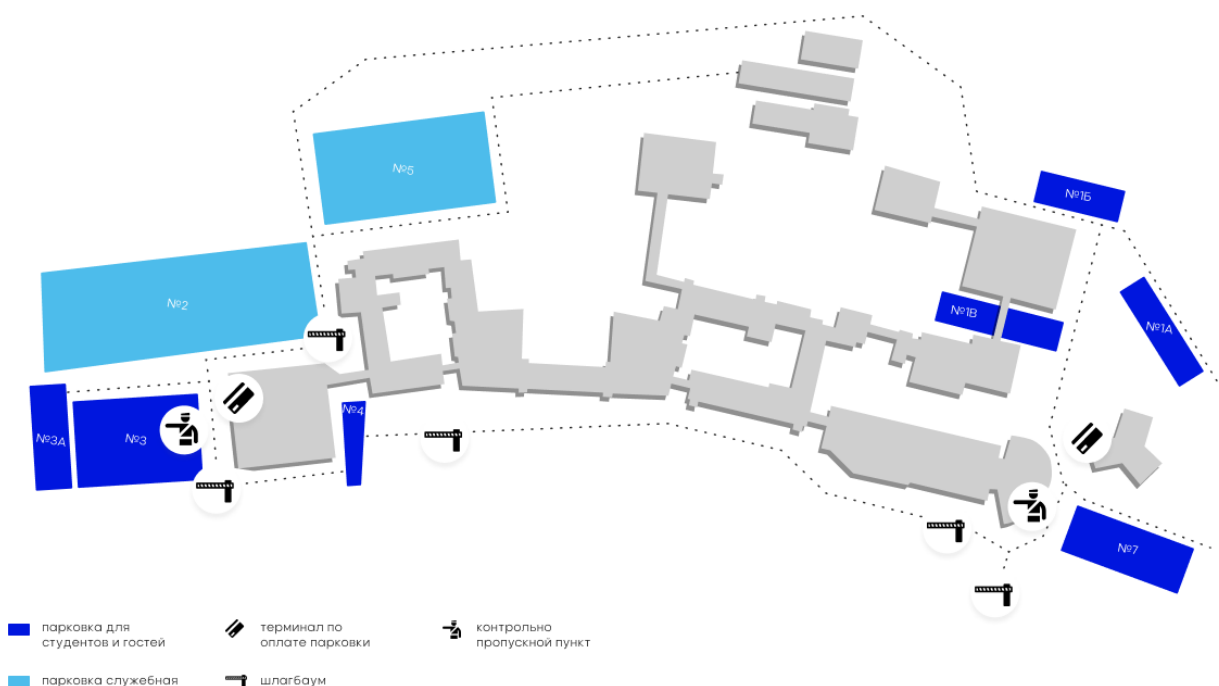 №5
№1Б
№2
№1В
№1А
№4
№3А
№3
№7
парковка для
студентов и гостей
терминал по
оплате парковки
контрольно
пропускной пункт
парковка служебная
шлагбаум